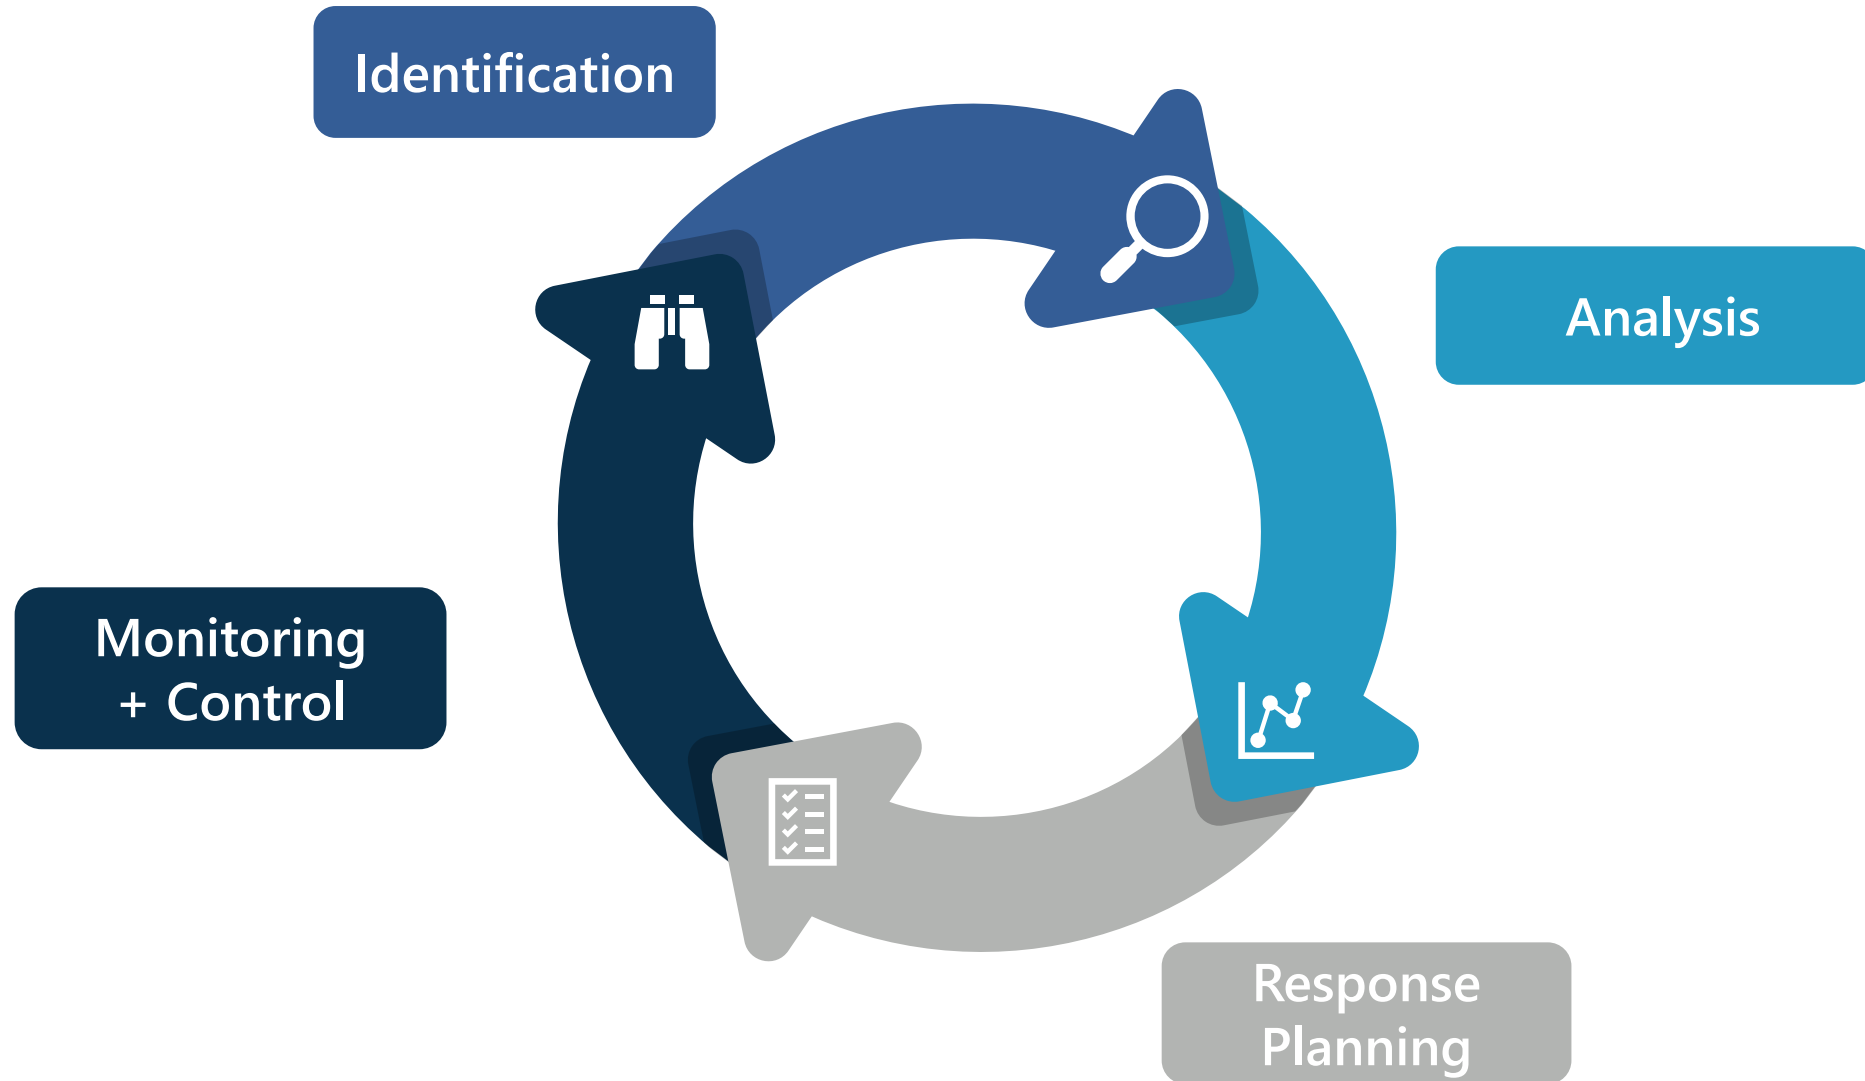 Identification
Analysis
Monitoring
+ Control
Response
Planning